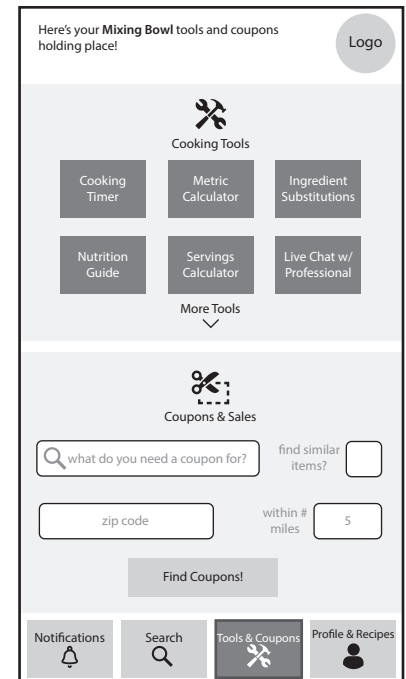 Here's your Mixing Bowl tools and coupons
holding place!
Logo
Cooking Tools
Cooking
Timer
Metric
Calculator
Ingredient
Substitutions
Nutrition
Guide
Servings
Calculator
Live Chat w/
Professional
More Tools
Coupons & Sales
what do you need a coupon for?
find similar
items?
zip code
within #
miles
5
Find Coupons!
Notifications
Search
Tools & Coupons
Profile & Recipes